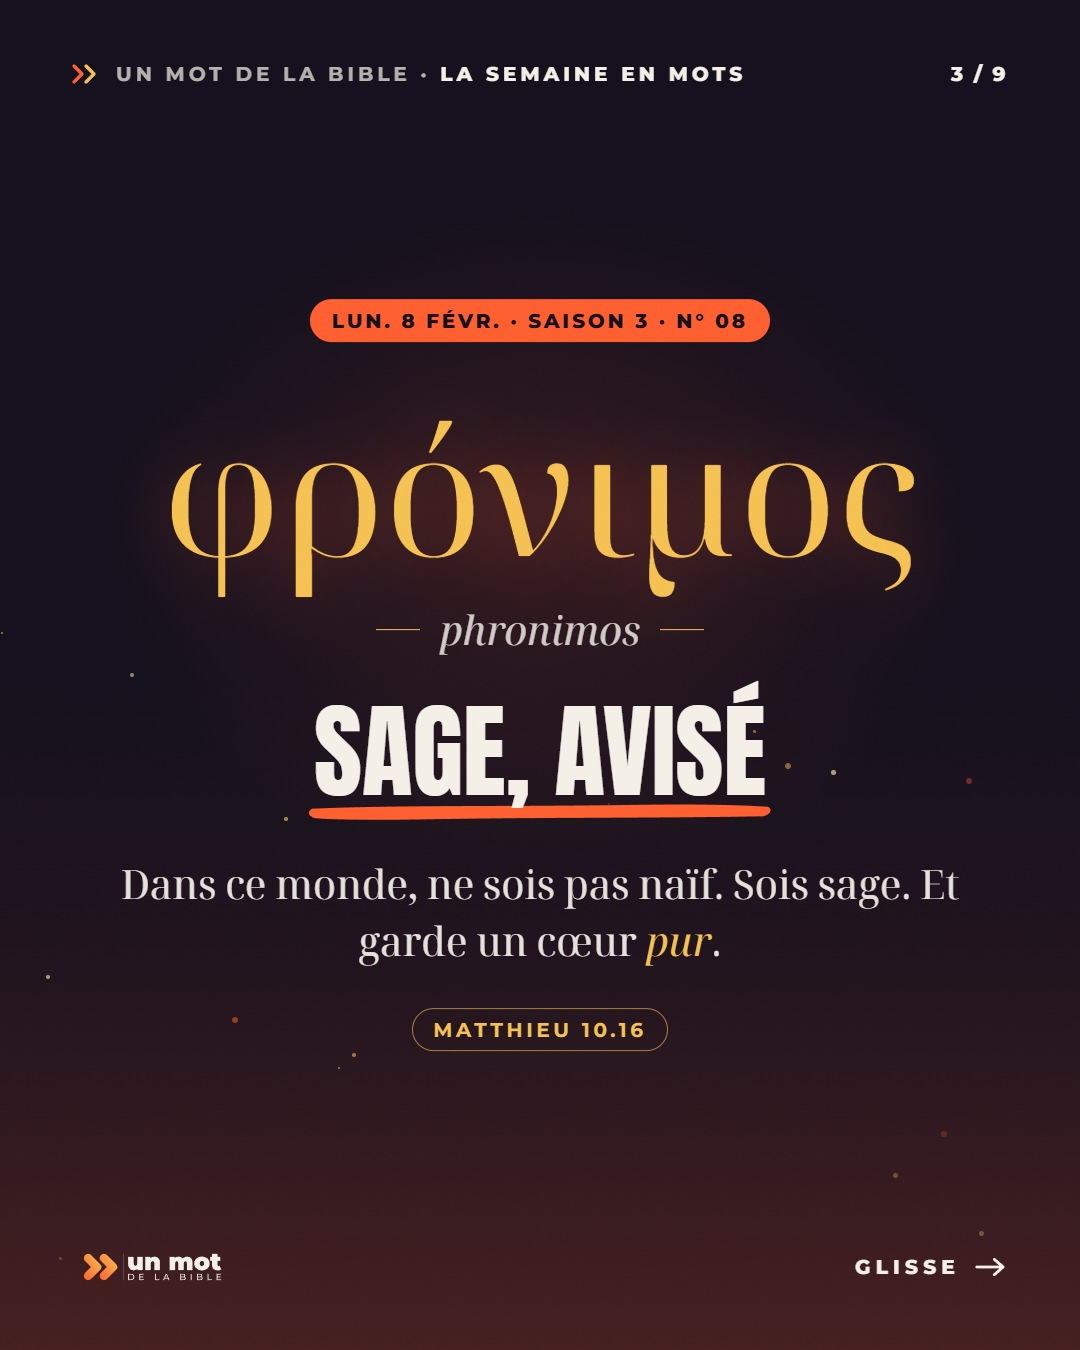 UN MOT DE LA BIBLE · LA SEMAINE EN MOTS
3 / 9
LUN. 8 FÉVR. · SAISON 3 · N° 08
φρόνιμος
phronimos
SAGE, AVISÉ
Dans ce monde, ne sois pas naïf. Sois sage. Et
garde un cœur pur.
MATTHIEU 10.16
un mot
DE LA BIBLE
GLISSE →